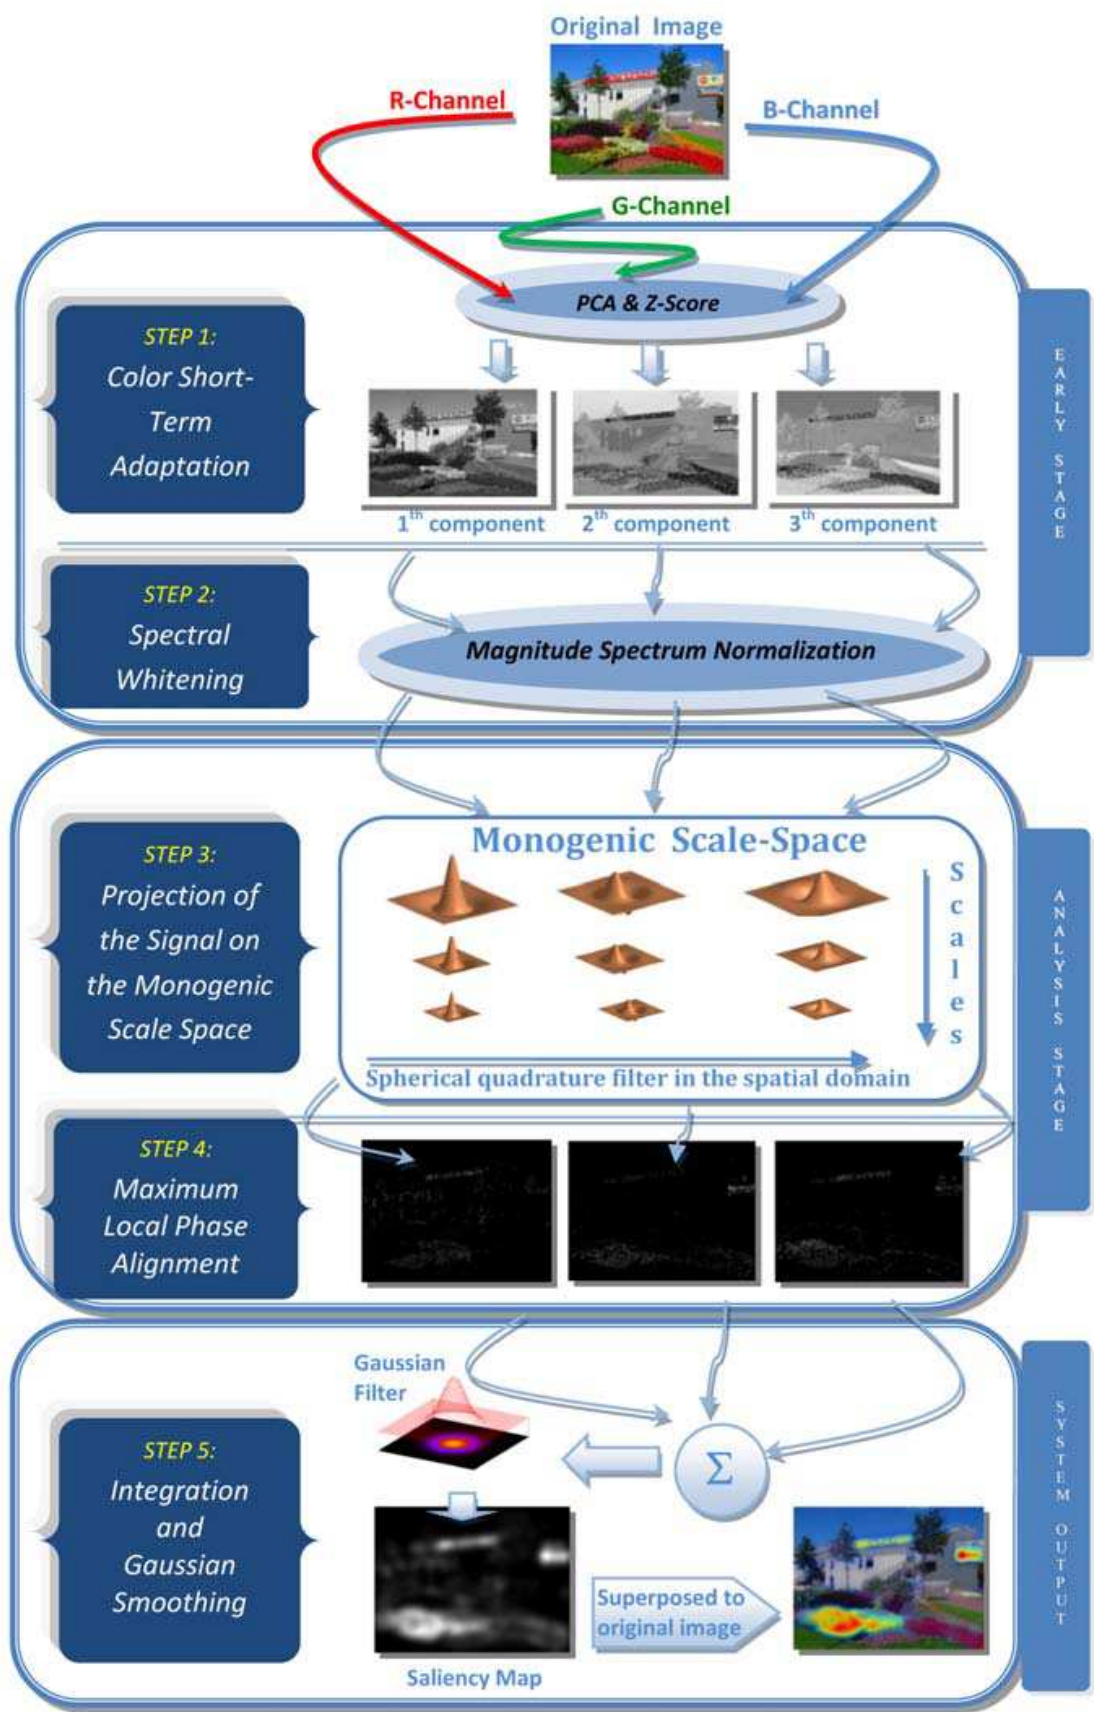 Original Image
R-Channel
B-Channel
G-Channel
PCA & Z-Score
STEP 1:
Color Short-
Term
Adaptation
1th component
2th component
3th component
EARLY STAGE
STEP 2:
Spectral
Whitening
Magnitude Spectrum Normalization
Monogenic Scale-Space
Scales
Spherical quadrature filter in the spatial domain
STEP 3:
Projection of
the Signal on
the Monogenic
Scale Space
ANALYSIS STAGE
STEP 4:
Maximum
Local Phase
Alignment
Gaussian
Filter
Σ
STEP 5:
Integration
and
Gaussian
Smoothing
Superposed to
original image
Saliency Map
SYSTEM OUTPUT